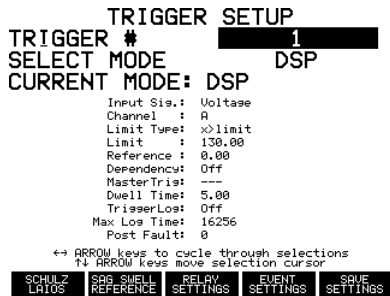 TRIGGER SETUP
TRIGGER # 1
SELECT MODE DSP
CURRENT MODE: DSP
Input Sig.: Voltage
Channel : A
Limit Type: x>limit
Limit : 130.00
Reference : 0.00
Dependency: Off
MasterTrig: ---
Dwell Time: 5.00
TriggerLog: Off
Max Log Time: 16256
Post Fault: 0
↔ ARROW keys to cycle through selections
↑↓ ARROW keys move selection cursor
SCHULZ LAIOS
SAG SWELL REFERENCE
RELAY SETTINGS
EVENT SETTINGS
SAVE SETTINGS